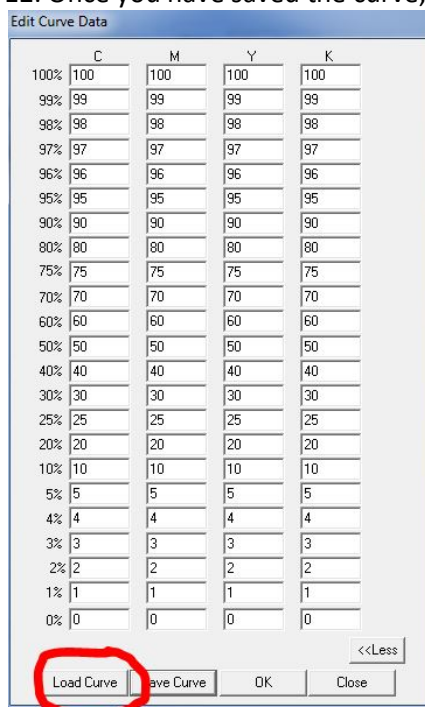 Edit Curve Data
C M Y K
100% 100 100 100 100
99% 99 99 99 99
98% 98 98 98 98
97% 97 97 97 97
96% 96 96 96 96
95% 95 95 95 95
90% 90 90 90 90
80% 80 80 80 80
75% 75 75 75 75
70% 70 70 70 70
60% 60 60 60 60
50% 50 50 50 50
40% 40 40 40 40
30% 30 30 30 30
25% 25 25 25 25
20% 20 20 20 20
10% 10 10 10 10
5% 5 5 5 5
4% 4 4 4 4
3% 3 3 3 3
2% 2 2 2 2
1% 1 1 1 1
0% 0 0 0 0
<<Less
Load Curve Save Curve OK Close